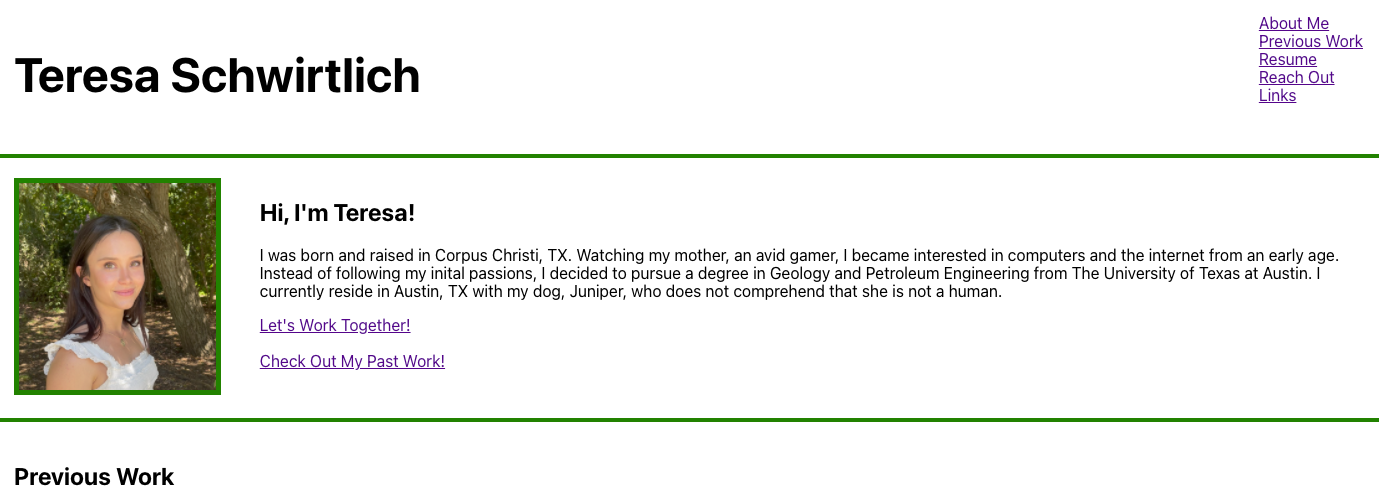 Teresa Schwirtlich
About Me
Previous Work
Resume
Reach Out
Links
Hi, I'm Teresa!
I was born and raised in Corpus Christi, TX. Watching my mother, an avid gamer, I became interested in computers and the internet from an early age.
Instead of following my inital passions, I decided to pursue a degree in Geology and Petroleum Engineering from The University of Texas at Austin. I
currently reside in Austin, TX with my dog, Juniper, who does not comprehend that she is not a human.
Let's Work Together!
Check Out My Past Work!
Previous Work